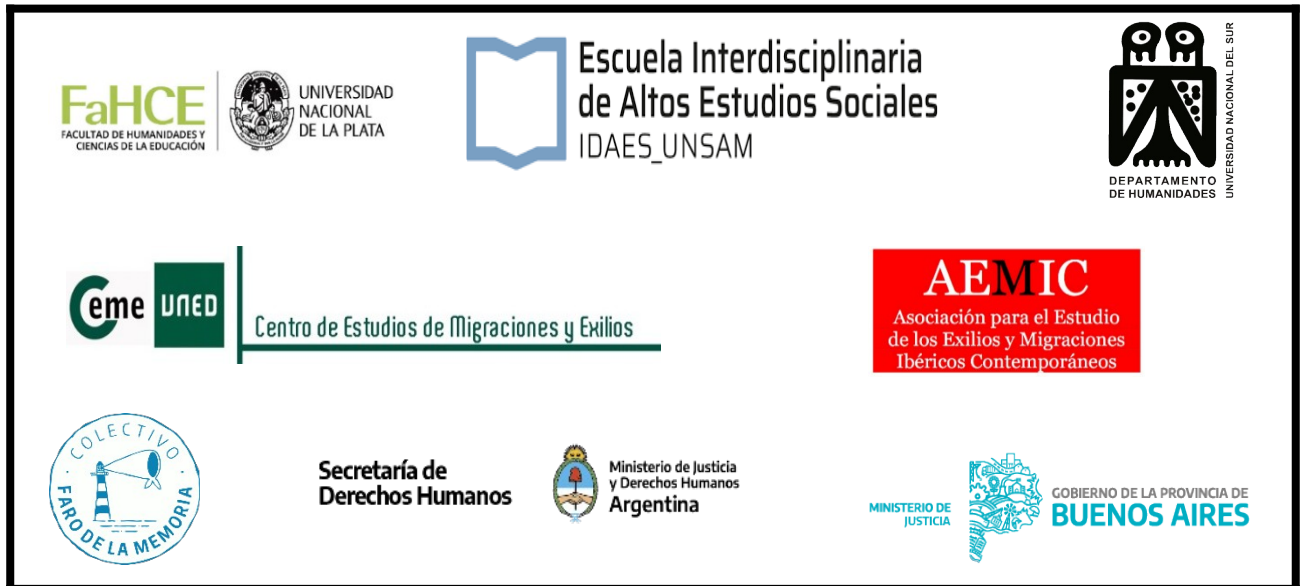 FaHCE
FACULTAD DE HUMANIDADES Y
CIENCIAS DE LA EDUCACIÓN
UNIVERSIDAD
NACIONAL
DE LA PLATA
Escuela Interdisciplinaria
de Altos Estudios Sociales
IDAES_UNSAM
DEPARTAMENTO
DE HUMANIDADES
UNIVERSIDAD NACIONAL DEL SUR
Ceme UNED
Centro de Estudios de Migraciones y Exilios
AEMIC
Asociación para el Estudio
de los Exilios y Migraciones
Ibéricos Contemporáneos
COLECTIVO
FARO DE LA MEMORIA
Secretaría de
Derechos Humanos
Ministerio de Justicia
y Derechos Humanos
Argentina
MINISTERIO DE
JUSTICIA
GOBIERNO DE LA PROVINCIA DE
BUENOS AIRES